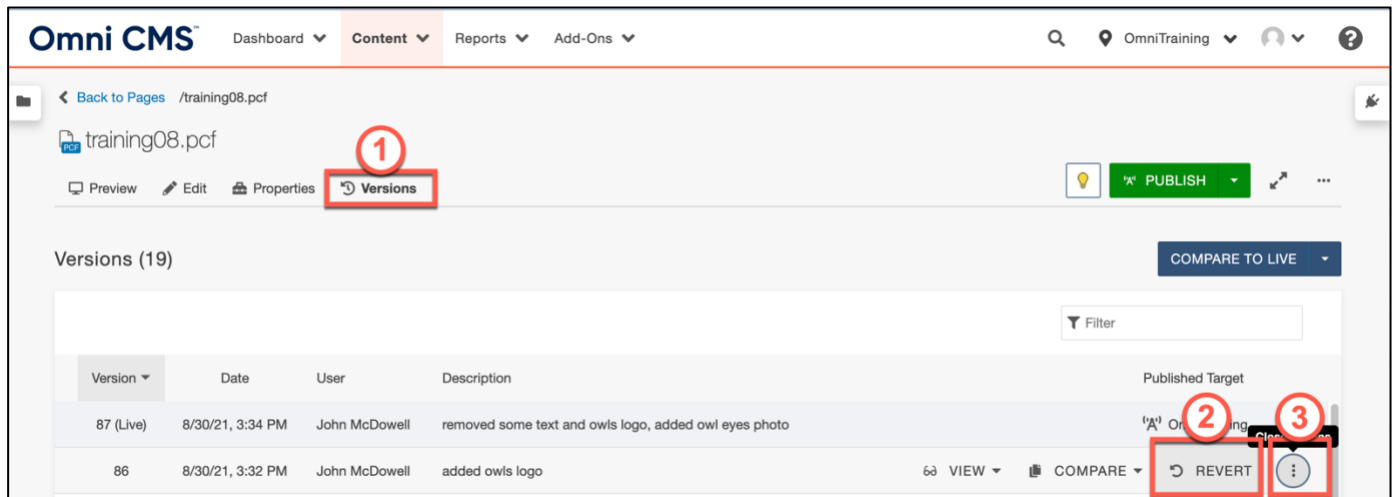 Omni CMS™ Dashboard Content Reports Add-Ons OmniTraining ?
Back to Pages /training08.pcf
PCF training08.pcf
1
Preview Edit Properties Versions PUBLISH ...
Versions (19) COMPARE TO LIVE
Filter
Version Date User Description Published Target
2 3
87 (Live) 8/30/21, 3:34 PM John McDowell removed some text and owls logo, added owl eyes photo
86 8/30/21, 3:32 PM John McDowell added owls logo VIEW COMPARE REVERT